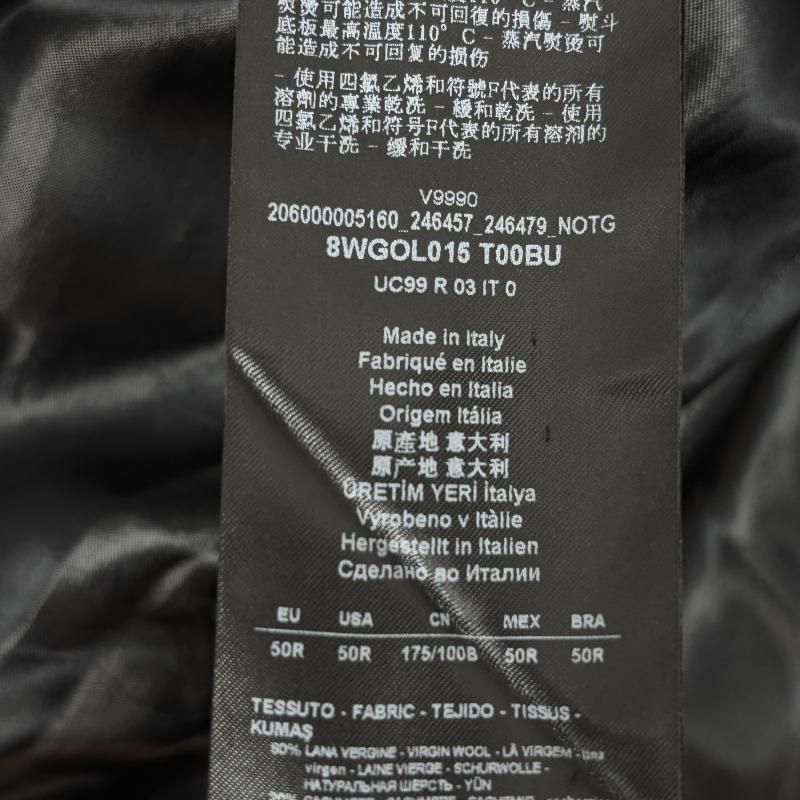 熨燙可能造成不可回復的損傷 - 熨斗
底板最高溫度110° C - 蒸汽熨烫可
能造成不可回复的损伤
- 使用四氯乙烯和符號F代表的所有
溶劑的專業乾洗 - 緩和乾洗 - 使用
四氯乙烯和符号F代表的所有溶剂的
专业干洗 - 缓和干洗
V9990
206000005160_246457_246479_NOTG
8WGOL015 T00BU
UC99 R 03 IT 0
Made in Italy
Fabriqué en Italie
Hecho en Italia
Origem Itália
原產地 意大利
原产地 意大利
ÜRETİM YERİ İtalya
Vyrobeno v Itàlie
Hergestellt in Italien
Сделано во Италии
EU USA CN MEX BRA
50R 50R 175/100B 50R 50R
TESSUTO - FABRIC - TEJIDO - TISSUS -
KUMAŞ
80% LANA VERGINE - VIRGIN WOOL - LÃ VIRGEM - lana
virgen - LAINE VIERGE - SCHURWOLLE -
НАТУРАЛЬНАЯ ШЕРСТЬ - YÜN